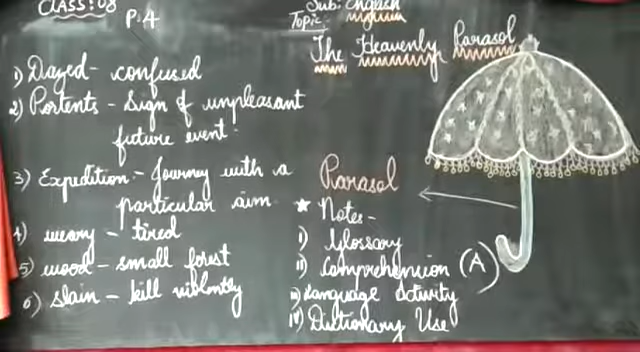 CLASS: 08
P:4
Sub: English
Topic:
The Heavenly Parasol
1) Dazed - confused
2) Portents - Sign of unpleasant
future event.
3) Expedition - Journey with a
particular aim
4) weary - tired
5) wood - small forest
6) slain - kill violently
Parasol
★ Notes -
i) Glossary
ii) Comprehension (A)
iii) Language Activity
iv) Dictionary Use